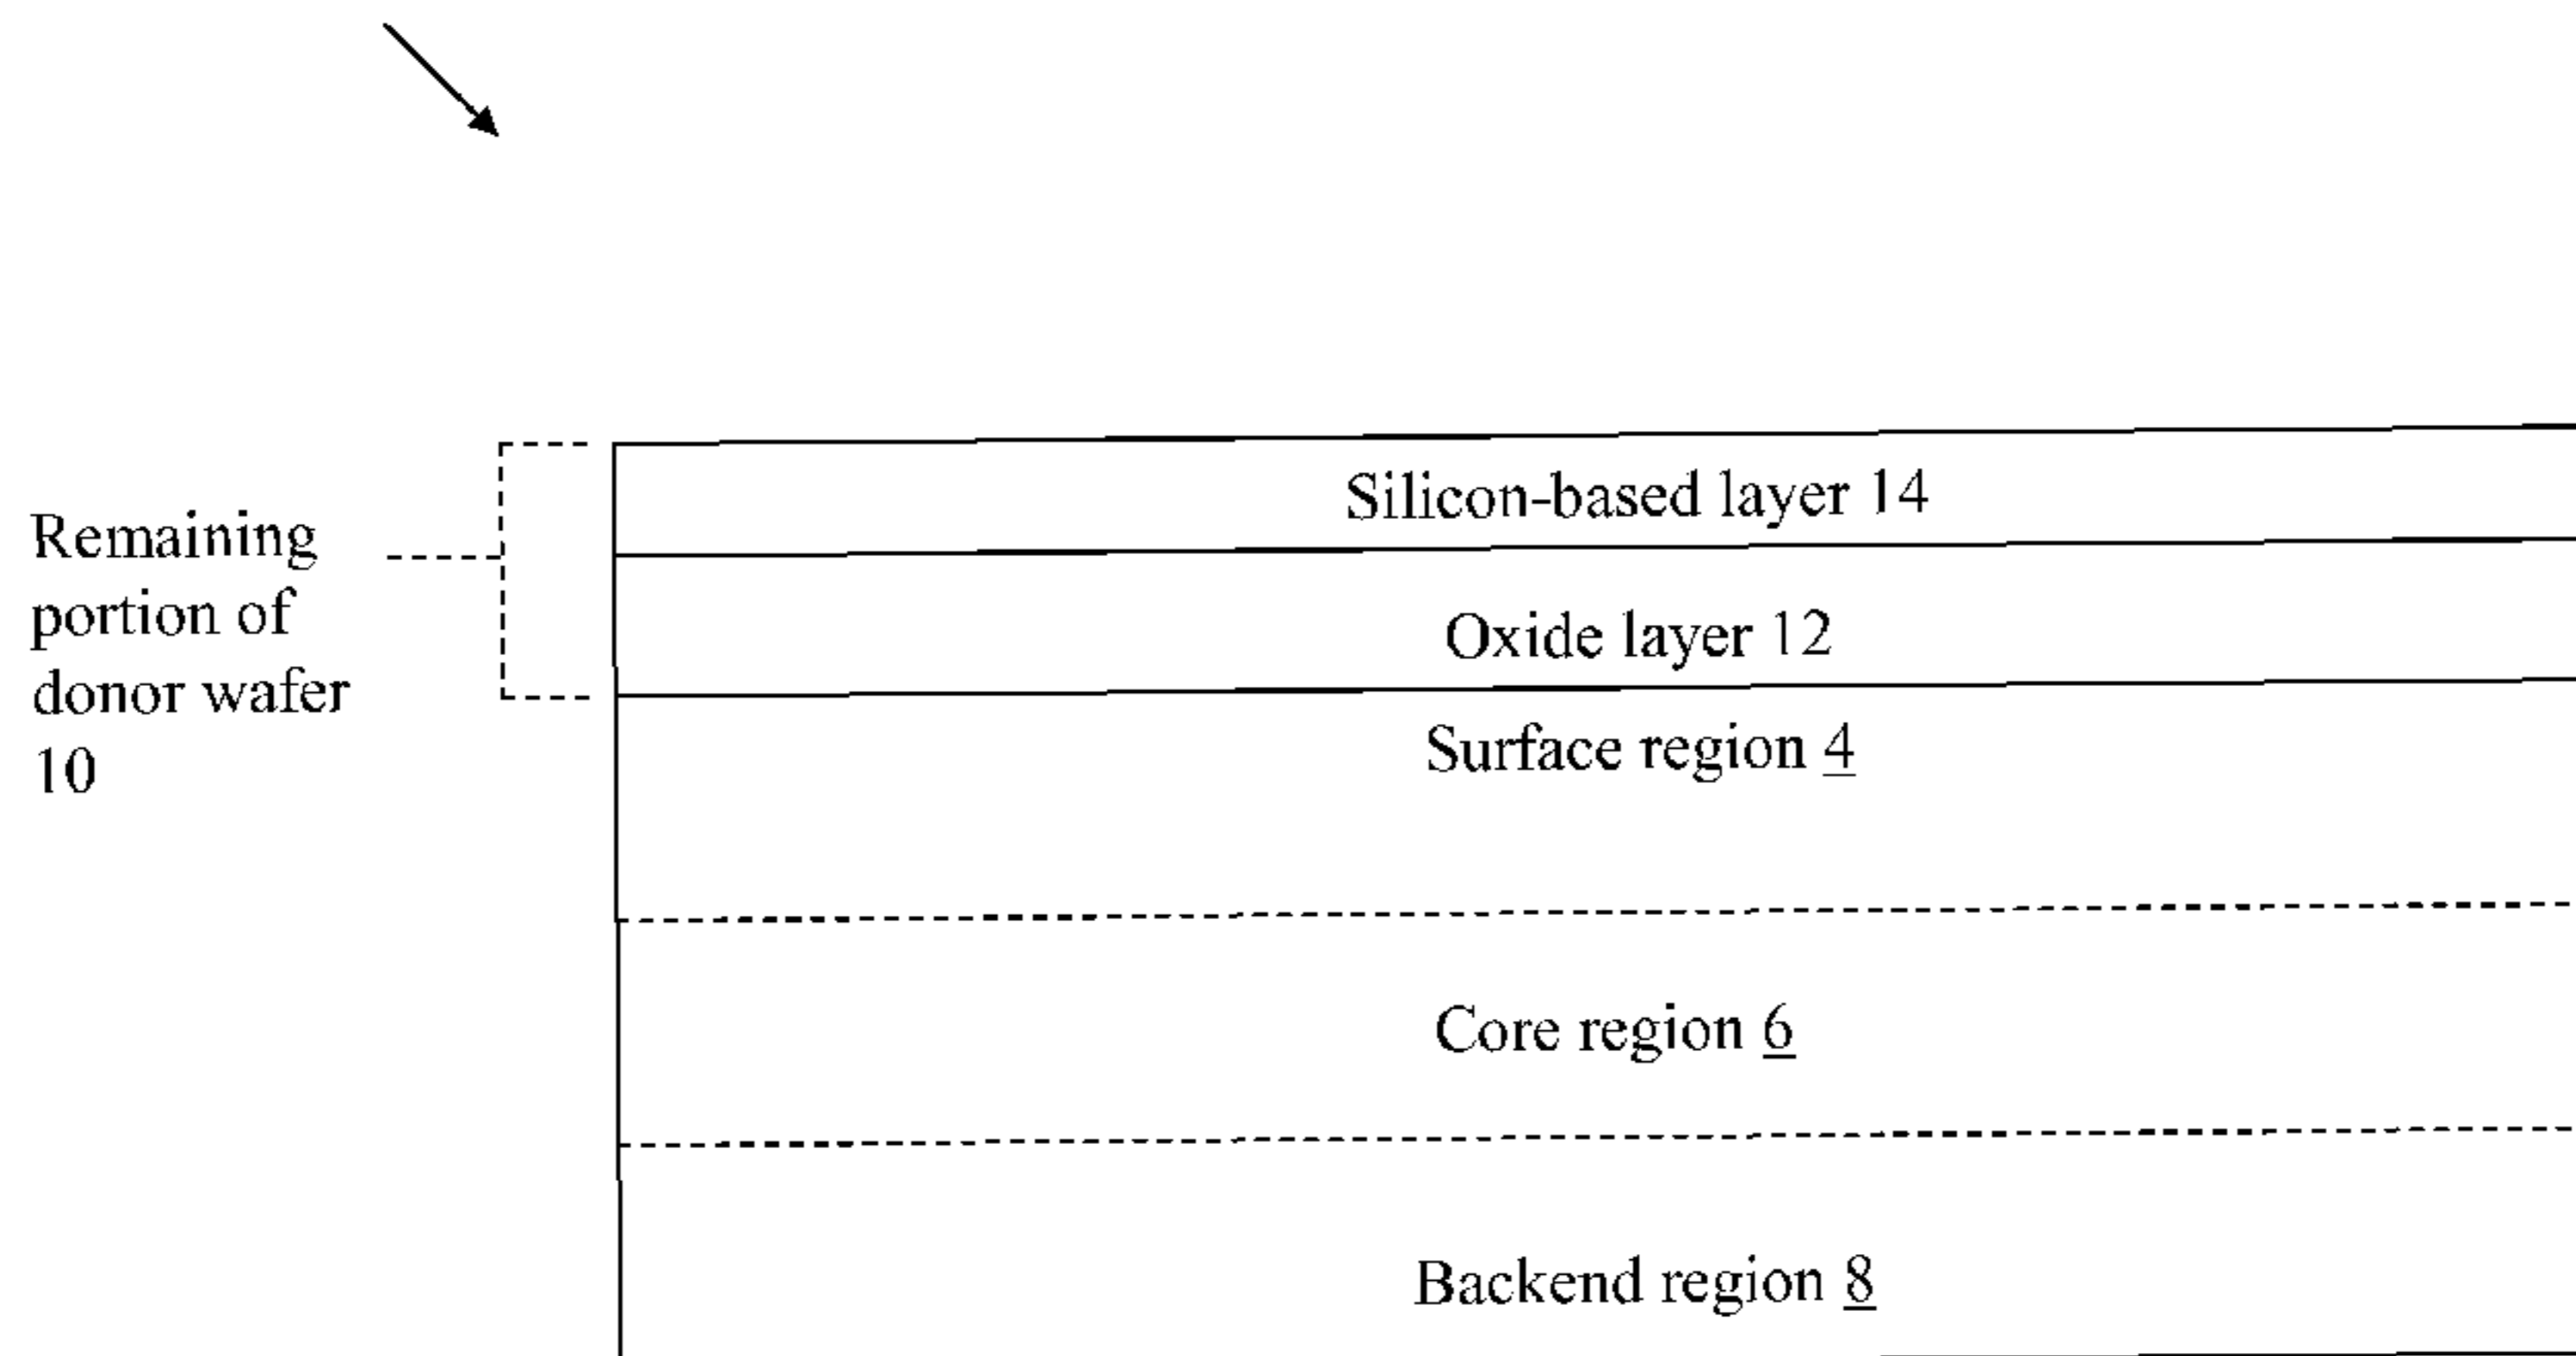 Silicon-based layer 14
Remaining
portion of
donor wafer
10
Oxide layer 12
Surface region 4
Core region 6
Backend region 8